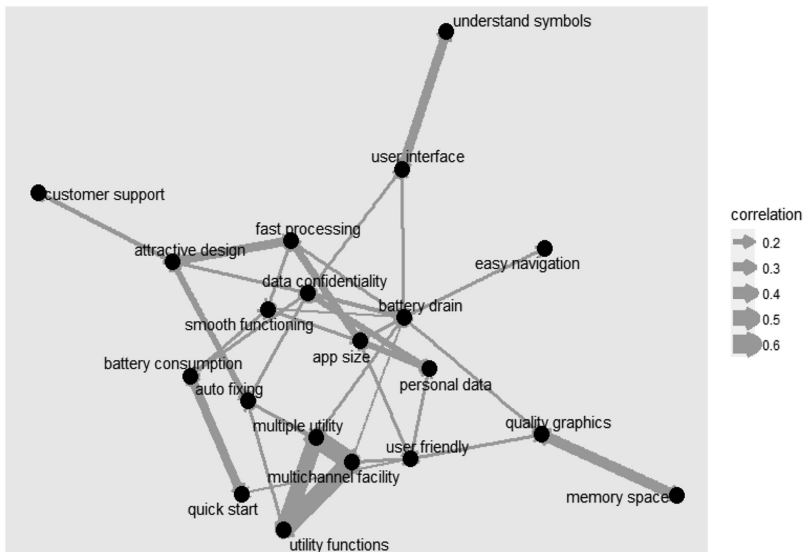 understand symbols
user interface
customer support
fast processing
attractive design
easy navigation
data confidentiality
battery drain
smooth functioning
app size
battery consumption
personal data
auto fixing
multiple utility
quality graphics
user friendly
multichannel facility
memory space
quick start
utility functions
correlation
0.2
0.3
0.4
0.5
0.6